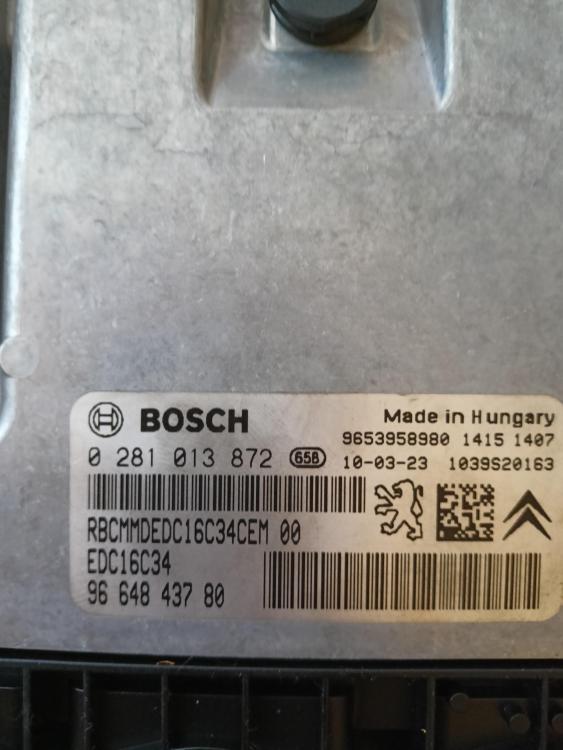 BOSCH
Made in Hungary
9653958980 1415 1407
0 281 013 872 65B 10-03-23 1039S20163
RBCMMDEDC16C34CEM 00
EDC16C34
96 648 437 80